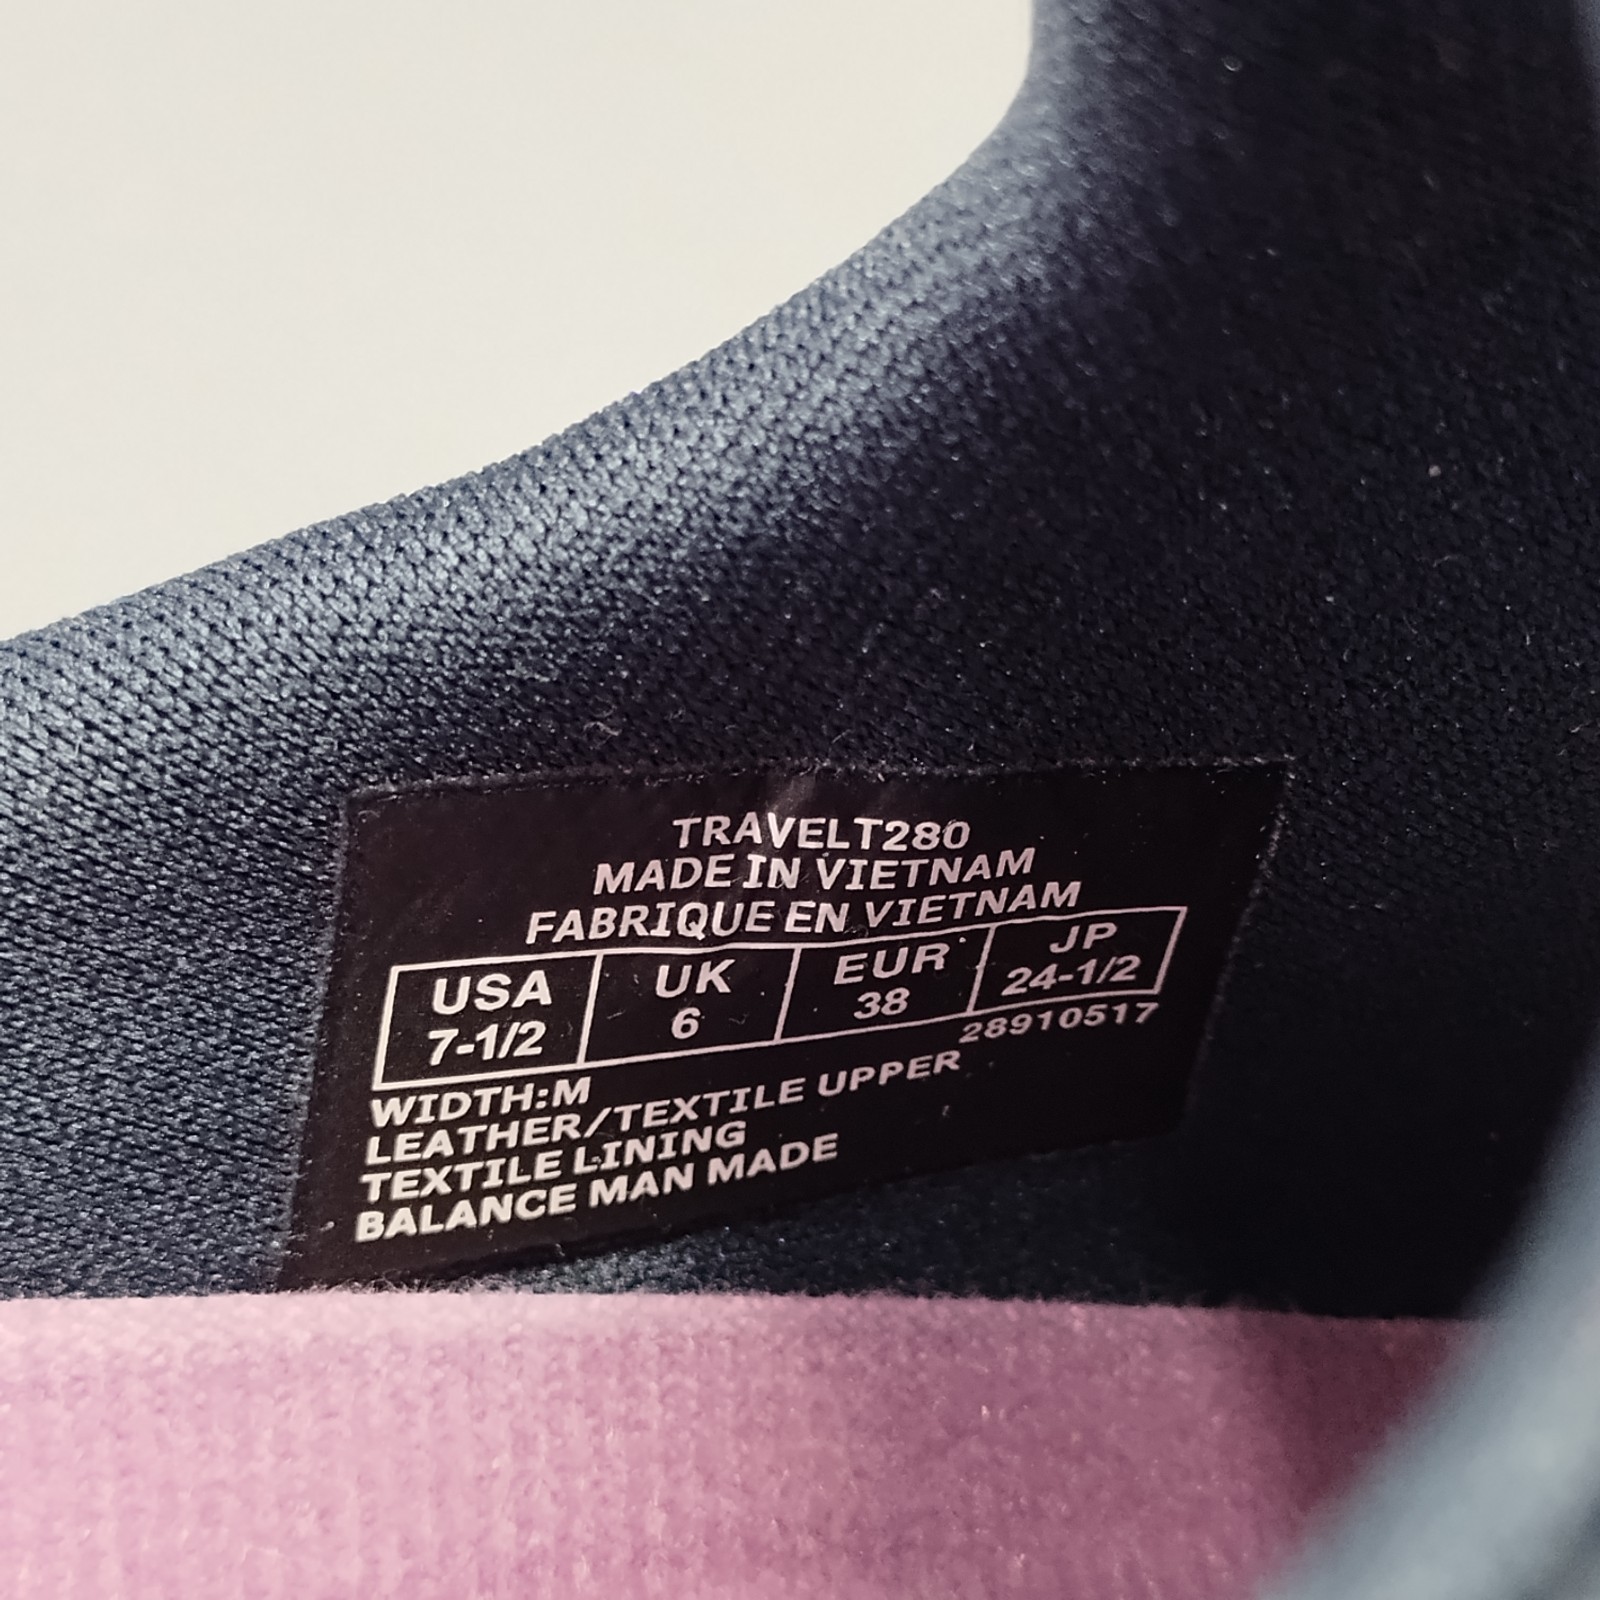 TRAVELT280
MADE IN VIETNAM
FABRIQUE EN VIETNAM
USA UK EUR JP
7-1/2 6 38 24-1/2
28910517
WIDTH:M
LEATHER/TEXTILE UPPER
TEXTILE LINING
BALANCE MAN MADE